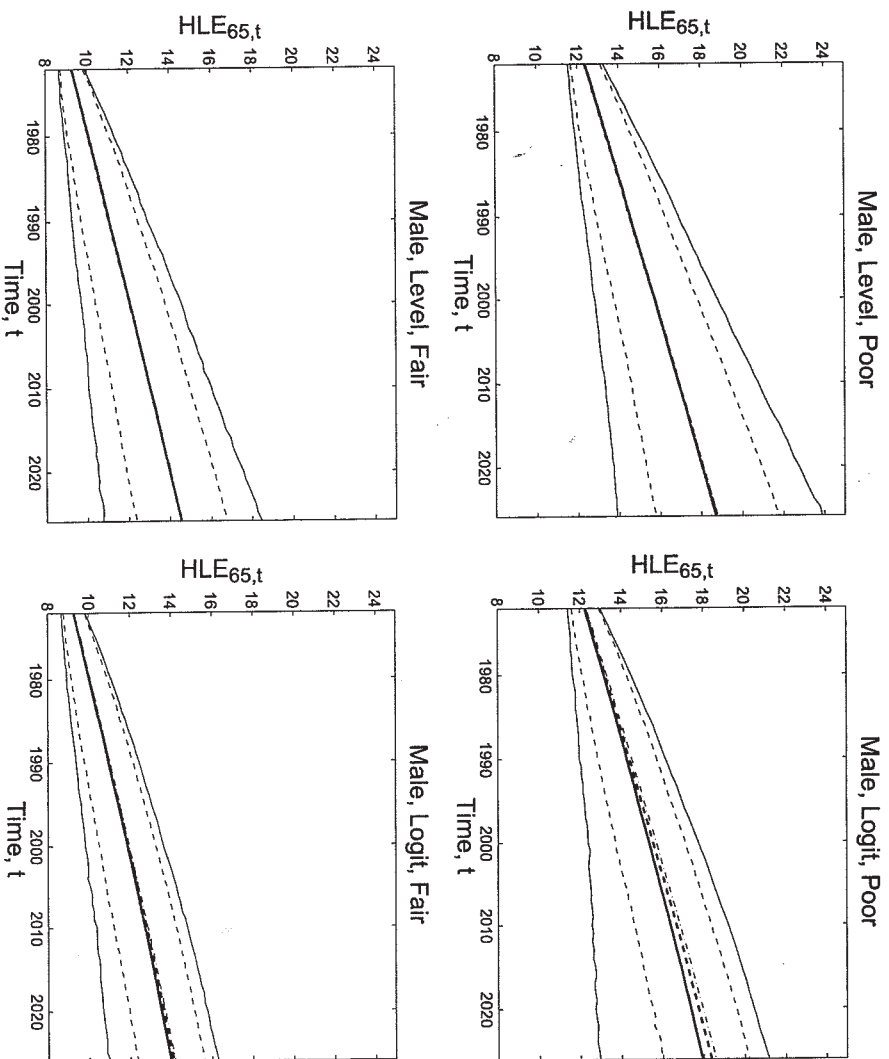 Male, Level, Poor
HLE65,t
24
22
20
18
16
14
12
10
8
1980 1990 2000 2010 2020
Time, t
Male, Logit, Poor
HLE65,t
24
22
20
18
16
14
12
10
8
1980 1990 2000 2010 2020
Time, t
Male, Level, Fair
HLE65,t
24
22
20
18
16
14
12
10
8
1980 1990 2000 2010 2020
Time, t
Male, Logit, Fair
HLE65,t
24
22
20
18
16
14
12
10
8
1980 1990 2000 2010 2020
Time, t